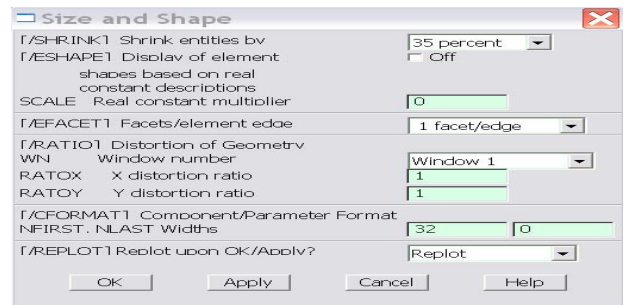 Size and Shape
[/SHRINK] Shrink entities by 35 percent
[/ESHAPE] Display of element Off
shapes based on real
constant descriptions
SCALE Real constant multiplier 0
[/EFACET] Facets/element edge 1 facet/edge
[/RATIO] Distortion of Geometry
WN Window number Window 1
RATOX X distortion ratio 1
RATOY Y distortion ratio 1
[/CFORMAT] Component/Parameter Format
NFIRST, NLAST Widths 32 0
[/REPLOT] Replot upon OK/Apply? Replot
OK Apply Cancel Help